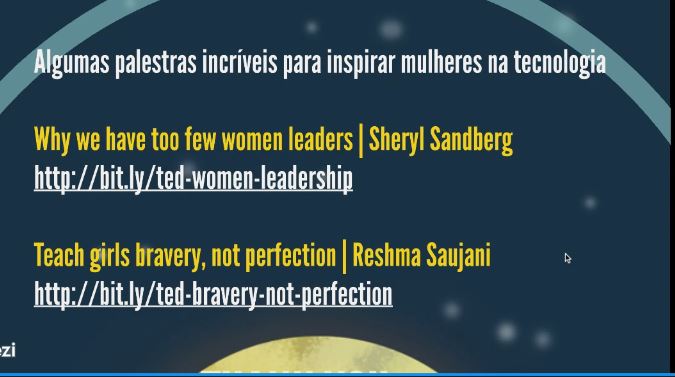 Algumas palestras incríveis para inspirar mulheres na tecnologia
Why we have too few women leaders | Sheryl Sandberg
http://bit.ly/ted-women-leadership
Teach girls bravery, not perfection | Reshma Saujani
http://bit.ly/ted-bravery-not-perfection